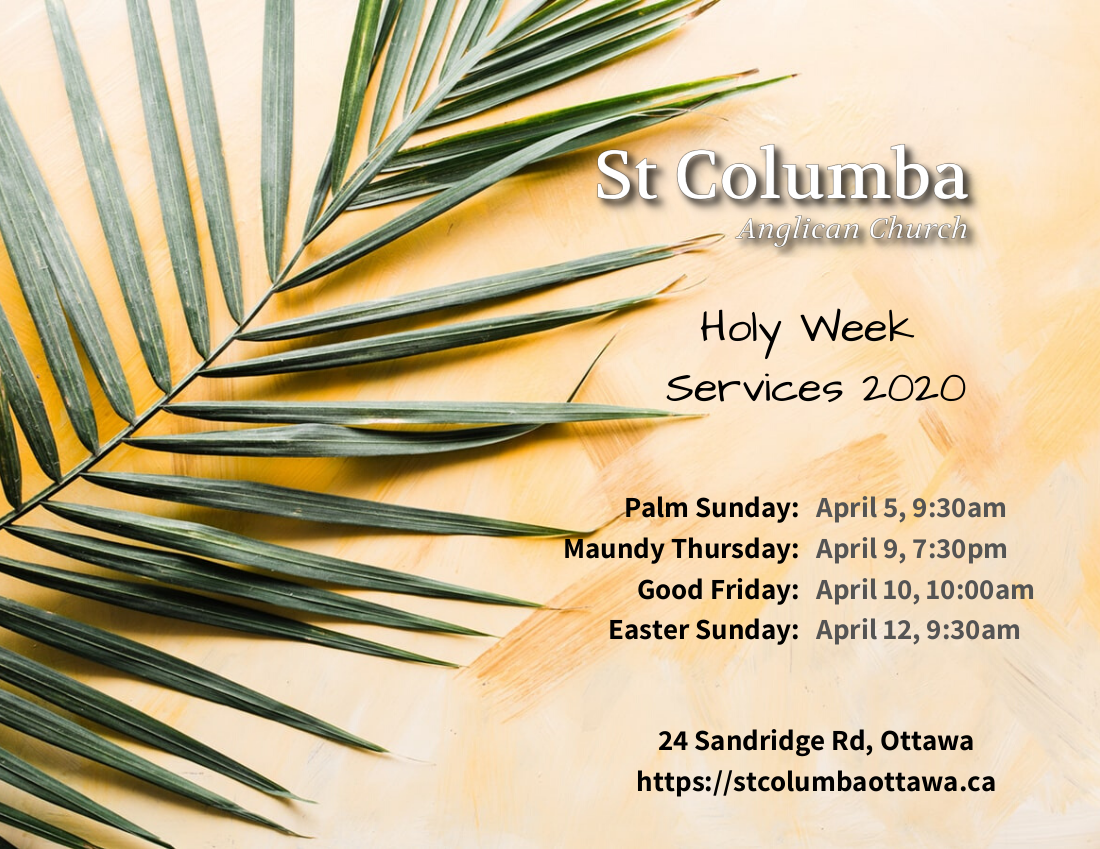 St Columba
Anglican Church
Holy Week
Services 2020
Palm Sunday: April 5, 9:30am
Maundy Thursday: April 9, 7:30pm
Good Friday: April 10, 10:00am
Easter Sunday: April 12, 9:30am
24 Sandridge Rd, Ottawa
https://stcolumbaottawa.ca